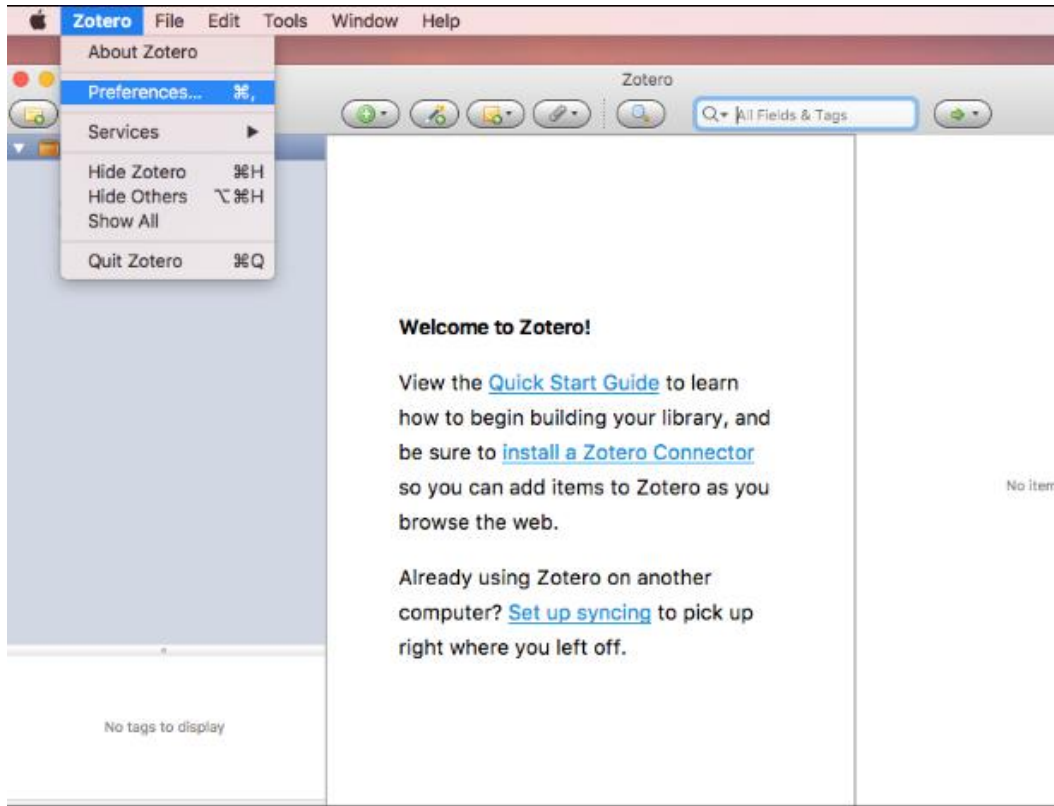 Zotero File Edit Tools Window Help
About Zotero
Preferences... ⌘,
Services ▶
Hide Zotero ⌘H
Hide Others ⌥⌘H
Show All
Quit Zotero ⌘Q
Zotero
All Fields & Tags
Welcome to Zotero!
View the Quick Start Guide to learn
how to begin building your library, and
be sure to install a Zotero Connector
so you can add items to Zotero as you
browse the web.
Already using Zotero on another
computer? Set up syncing to pick up
right where you left off.
No item
No tags to display